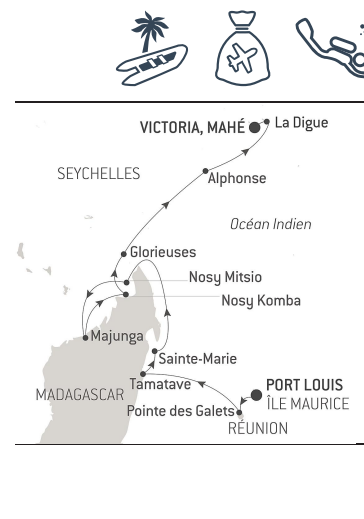 VICTORIA, MAHÉ
La Digue
SEYCHELLES
Alphonse
Océan Indien
Glorieuses
Nosy Mitsio
Nosy Komba
Majunga
Sainte-Marie
MADAGASCAR
Tamatave
PORT LOUIS
ÎLE MAURICE
Pointe des Galets
RÉUNION